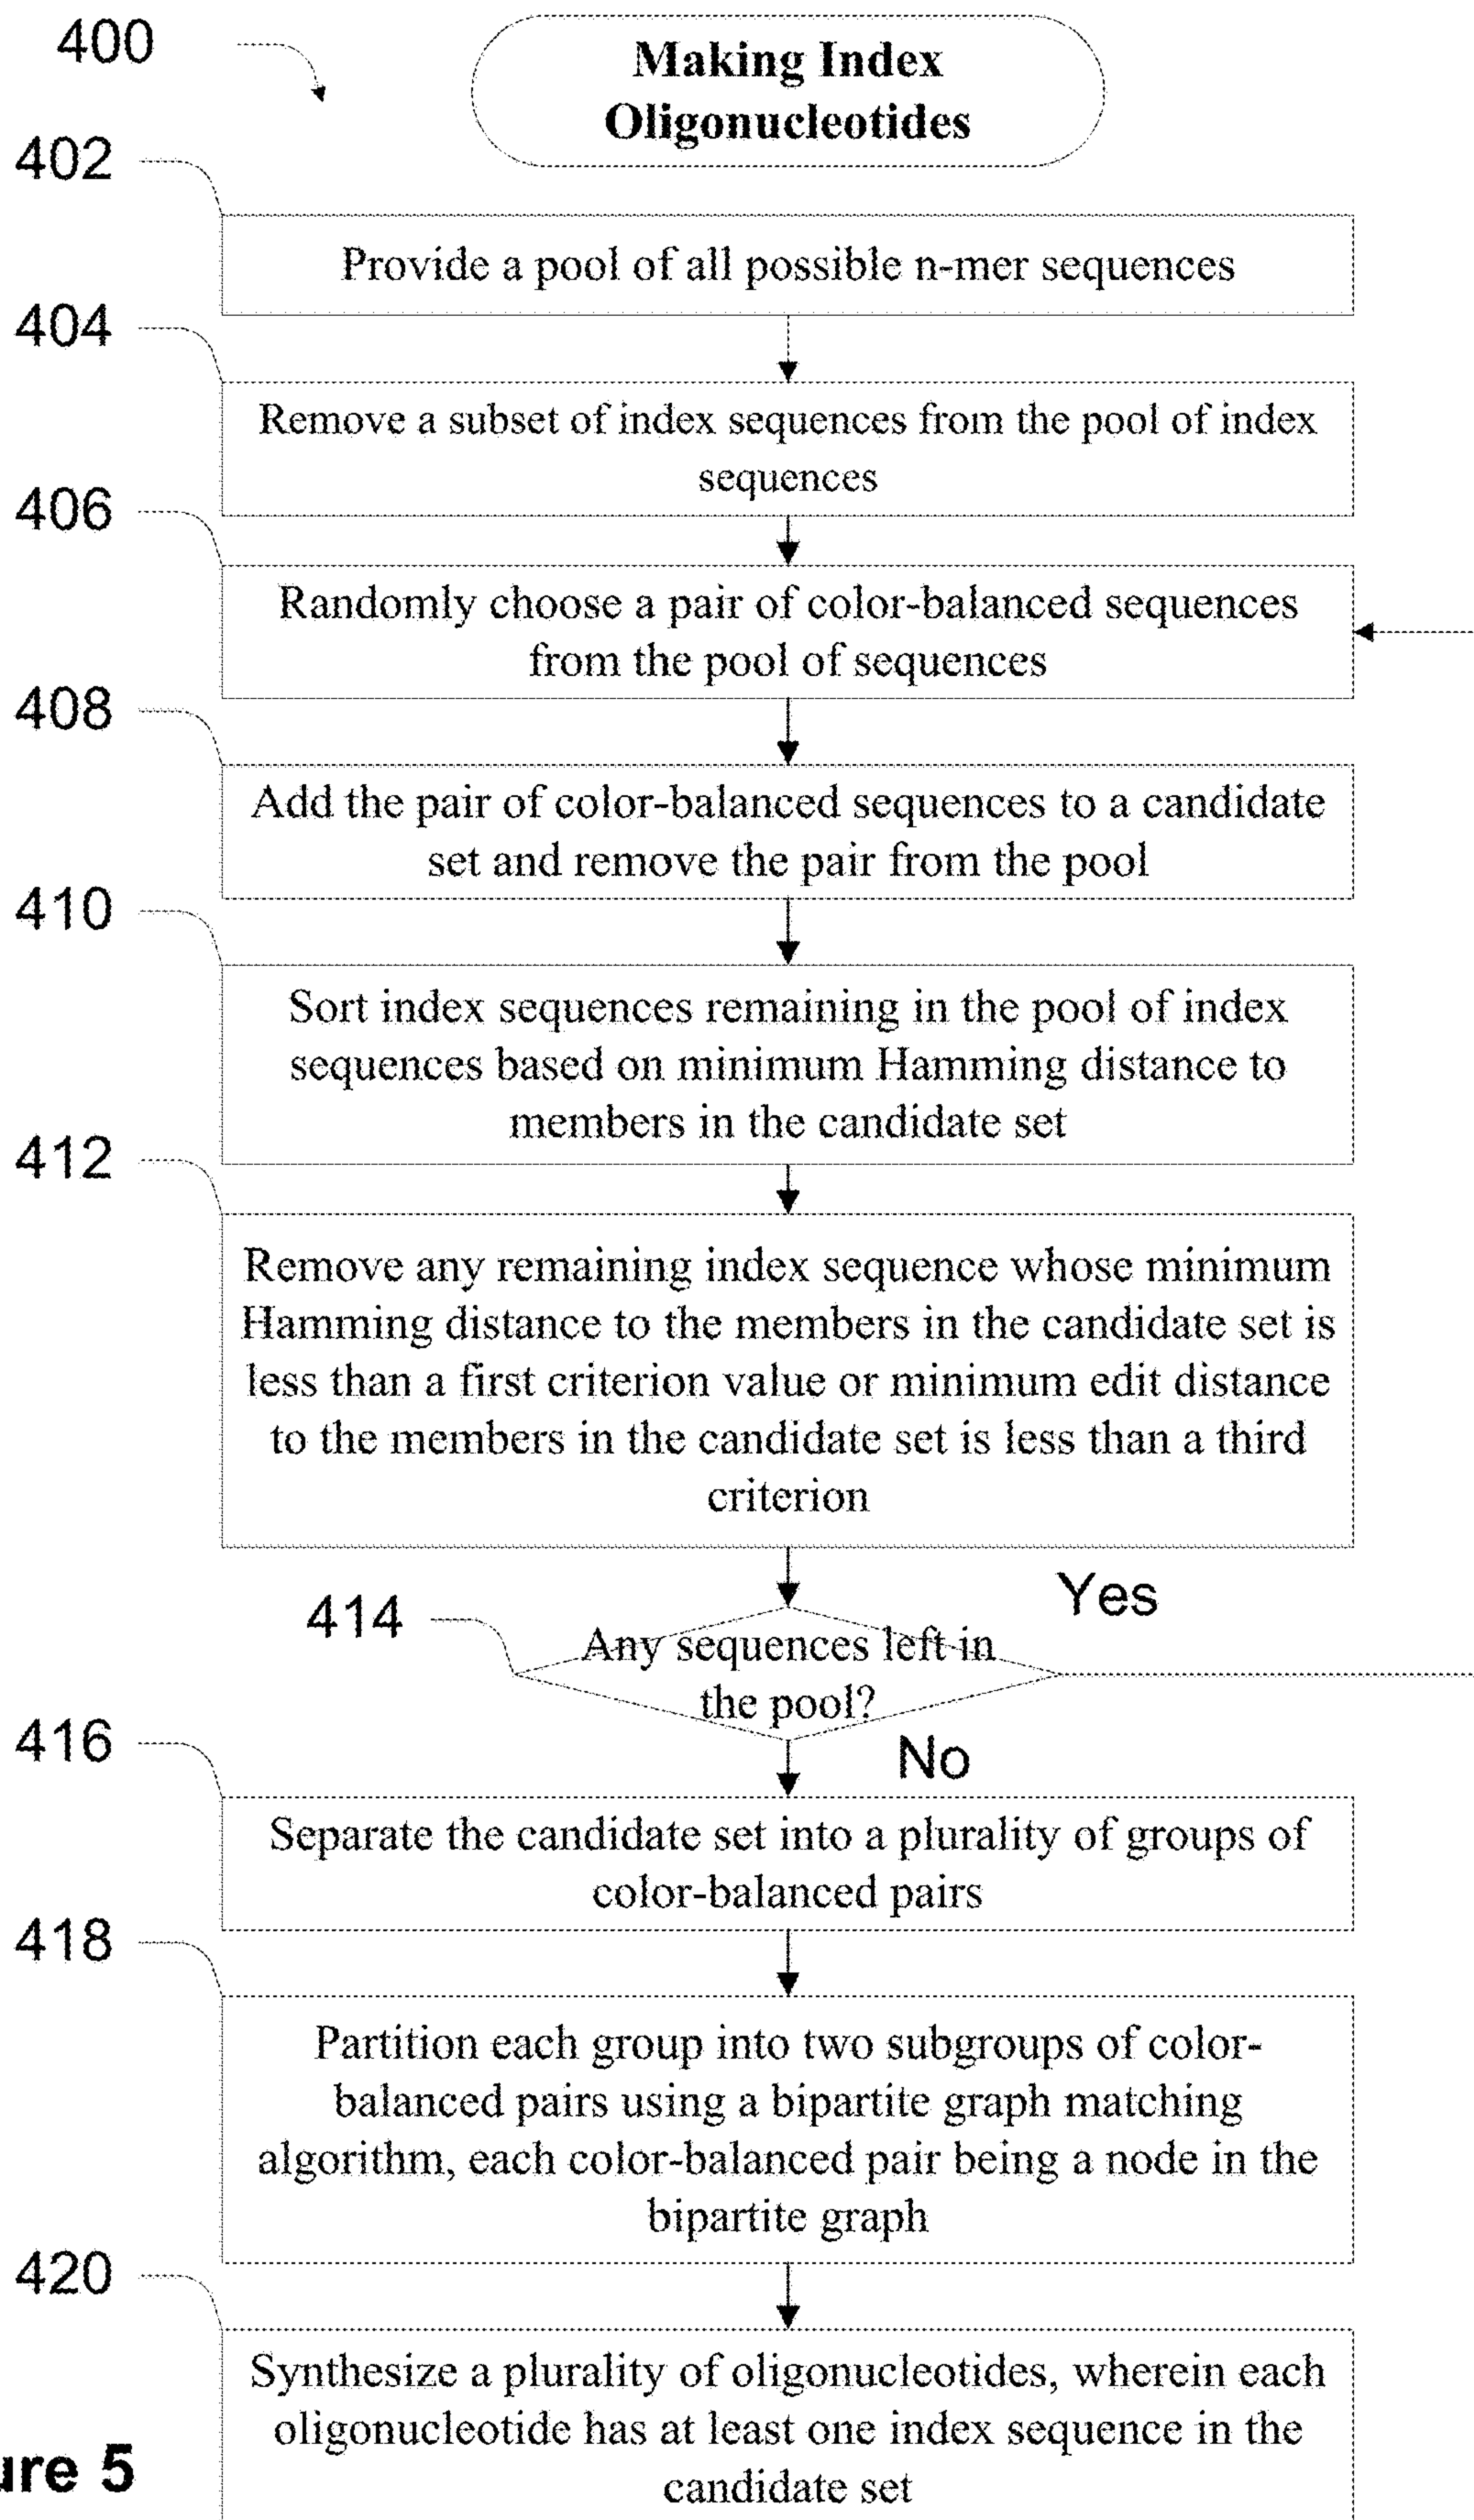 400
Making Index
Oligonucleotides
402
Provide a pool of all possible n-mer sequences
404
Remove a subset of index sequences from the pool of index
sequences
406
Randomly choose a pair of color-balanced sequences
from the pool of sequences
408
Add the pair of color-balanced sequences to a candidate
set and remove the pair from the pool
410
Sort index sequences remaining in the pool of index
sequences based on minimum Hamming distance to
members in the candidate set
412
Remove any remaining index sequence whose minimum
Hamming distance to the members in the candidate set is
less than a first criterion value or minimum edit distance
to the members in the candidate set is less than a third
criterion
Yes
414
Any sequences left in
the pool?
No
416
Separate the candidate set into a plurality of groups of
color-balanced pairs
418
Partition each group into two subgroups of color-
balanced pairs using a bipartite graph matching
algorithm, each color-balanced pair being a node in the
bipartite graph
420
Synthesize a plurality of oligonucleotides, wherein each
oligonucleotide has at least one index sequence in the
candidate set
ure 5